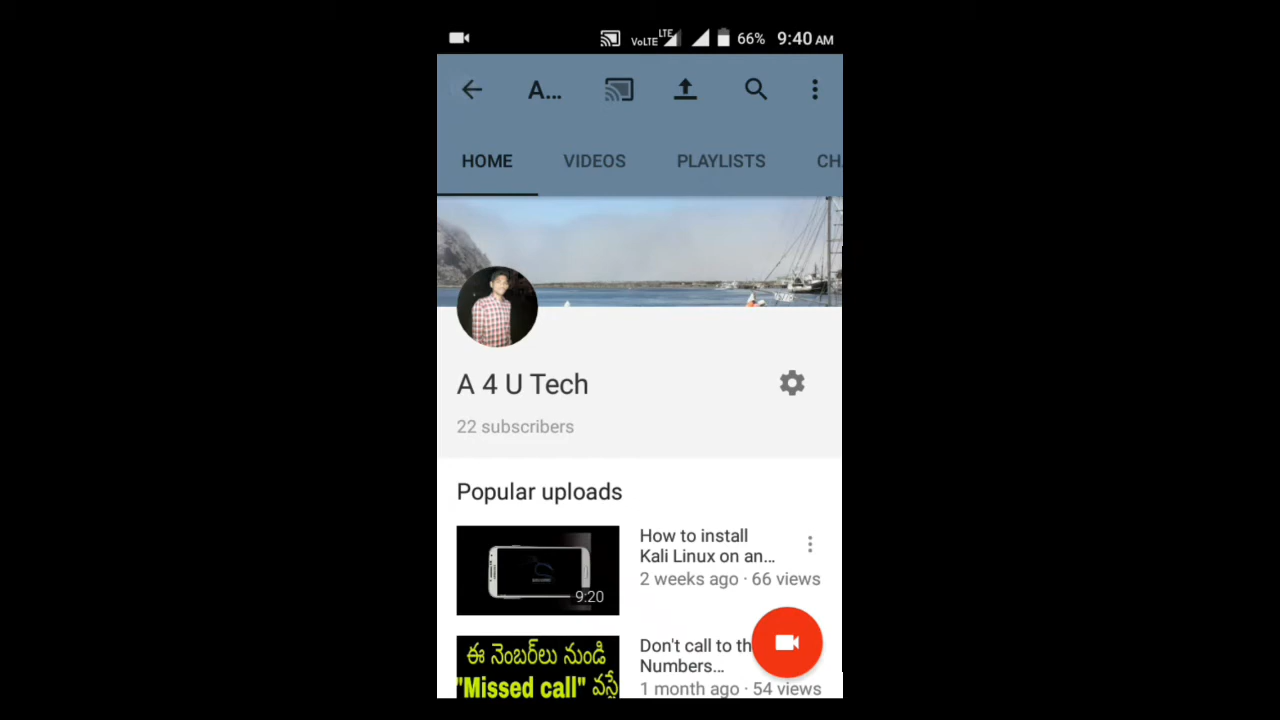 VoLTE LTE 66% 9:40 AM
A...
HOME VIDEOS PLAYLISTS CH
A 4 U Tech
22 subscribers
Popular uploads
How to install
Kali Linux on an...
2 weeks ago · 66 views
9:20
ఈ నెంబర్‌లు నుండి
"Missed call" వస్తే
Don't call to th
Numbers...
1 month ago · 54 views